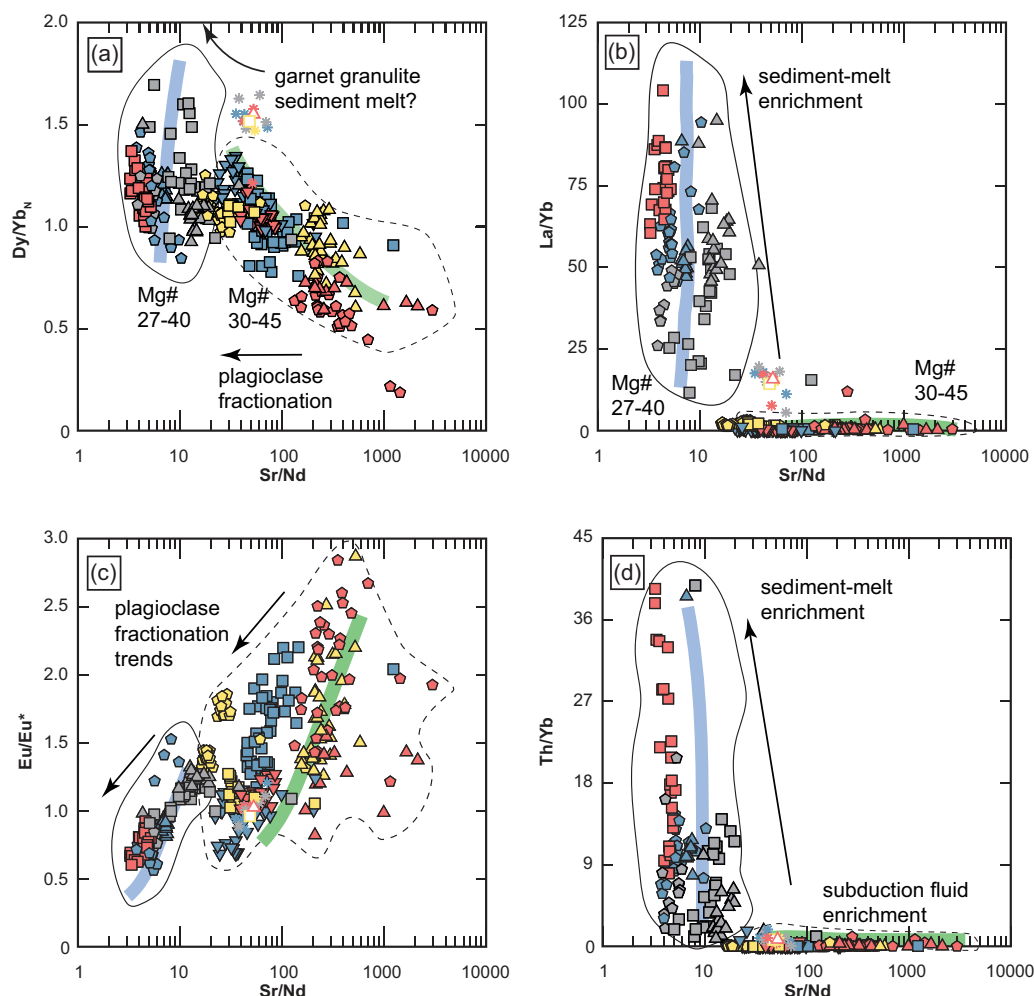 (a)
garnet granulite
sediment melt?
Mg#
27-40
Mg#
30-45
plagioclase
fractionation
2.0
1.5
1.0
0.5
0
Dy/Yb_N
1
10
100
1000
10000
Sr/Nd
(b)
sediment-melt
enrichment
Mg#
27-40
Mg#
30-45
125
100
75
50
25
0
La/Yb
1
10
100
1000
10000
Sr/Nd
(c)
plagioclase
fractionation
trends
3.0
2.5
2.0
1.5
1.0
0.5
0
Eu/Eu*
1
10
100
1000
10000
Sr/Nd
(d)
sediment-melt
enrichment
subduction fluid
enrichment
45
36
27
18
9
0
Th/Yb
1
10
100
1000
10000
Sr/Nd